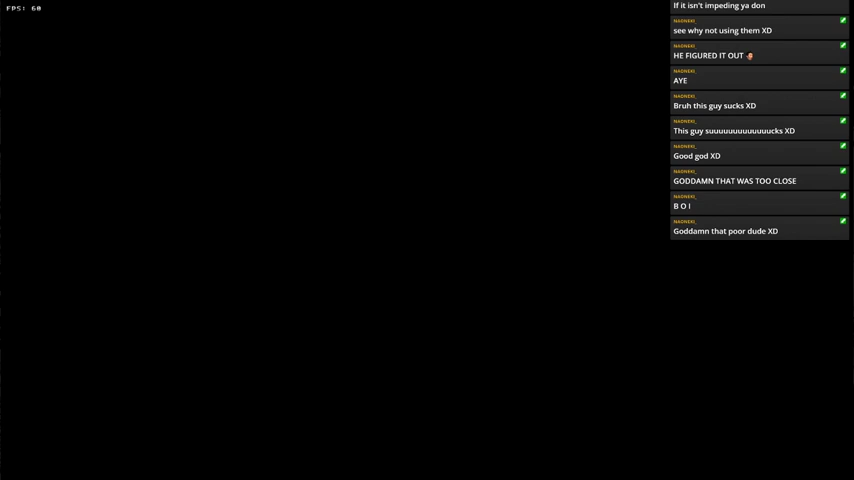 FPS: 60
If it isn't impeding ya don
NAONEKI_
see why not using them XD
NAONEKI_
HE FIGURED IT OUT
NAONEKI_
AYE
NAONEKI_
Bruh this guy sucks XD
NAONEKI_
This guy suuuuuuuuuuuuucks XD
NAONEKI_
Good god XD
NAONEKI_
GODDAMN THAT WAS TOO CLOSE
NAONEKI_
B O I
NAONEKI_
Goddamn that poor dude XD